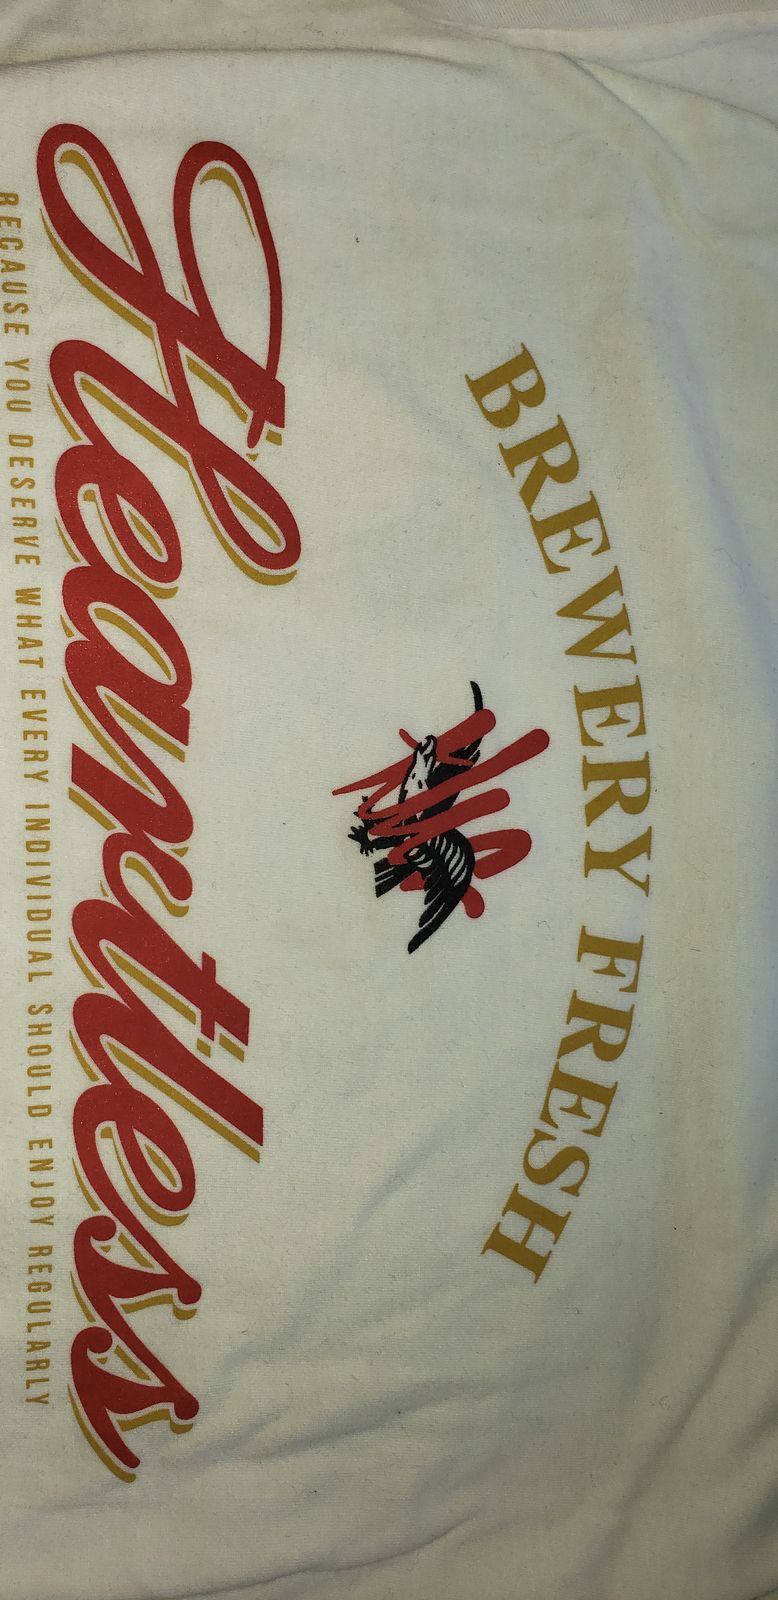 BREWERY FRESH
Heartless
BECAUSE YOU DESERVE WHAT EVERY INDIVIDUAL SHOULD ENJOY REGULARLY